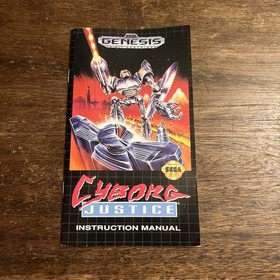 GENESIS
SEGA
CYBORG
JUSTICE
INSTRUCTION MANUAL